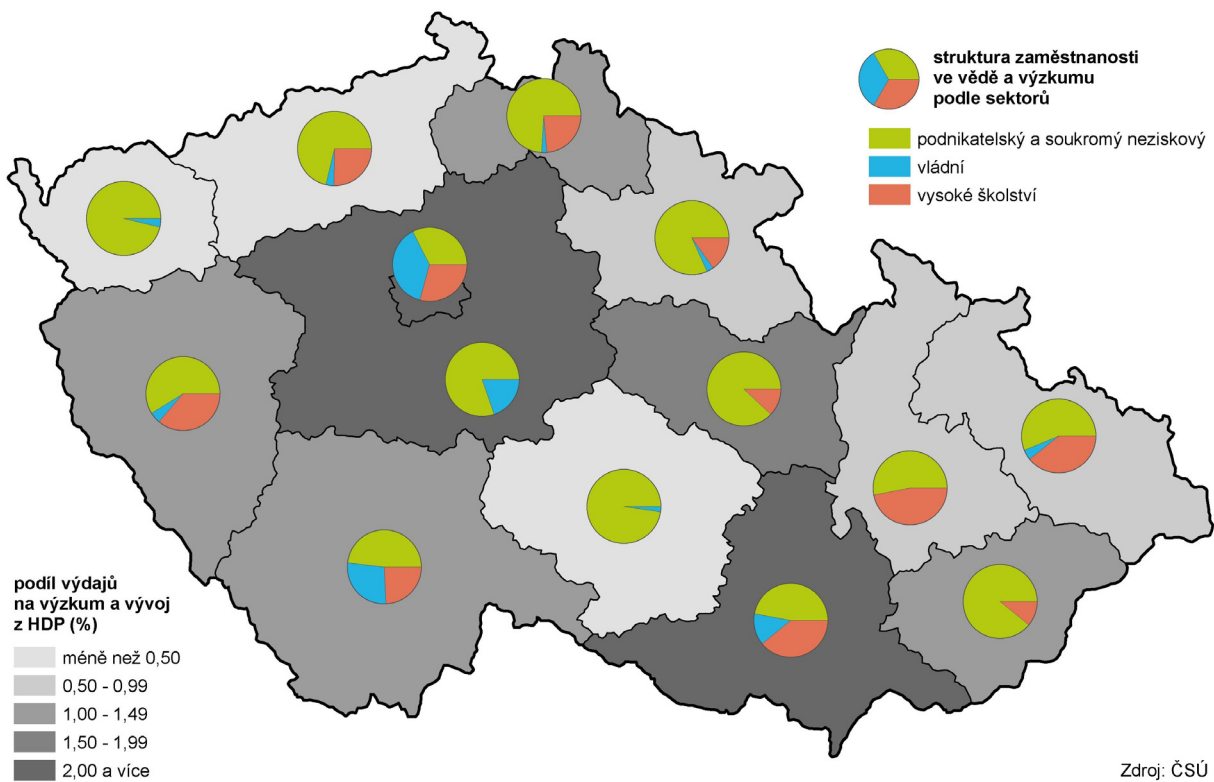 struktura zaměstnanosti
ve vědě a výzkumu
podle sektorů
podnikatelský a soukromý neziskový
vládní
vysoké školství
podíl výdajů
na výzkum a vývoj
z HDP (%)
méně než 0,50
0,50 - 0,99
1,00 - 1,49
1,50 - 1,99
2,00 a více
Zdroj: ČSÚ